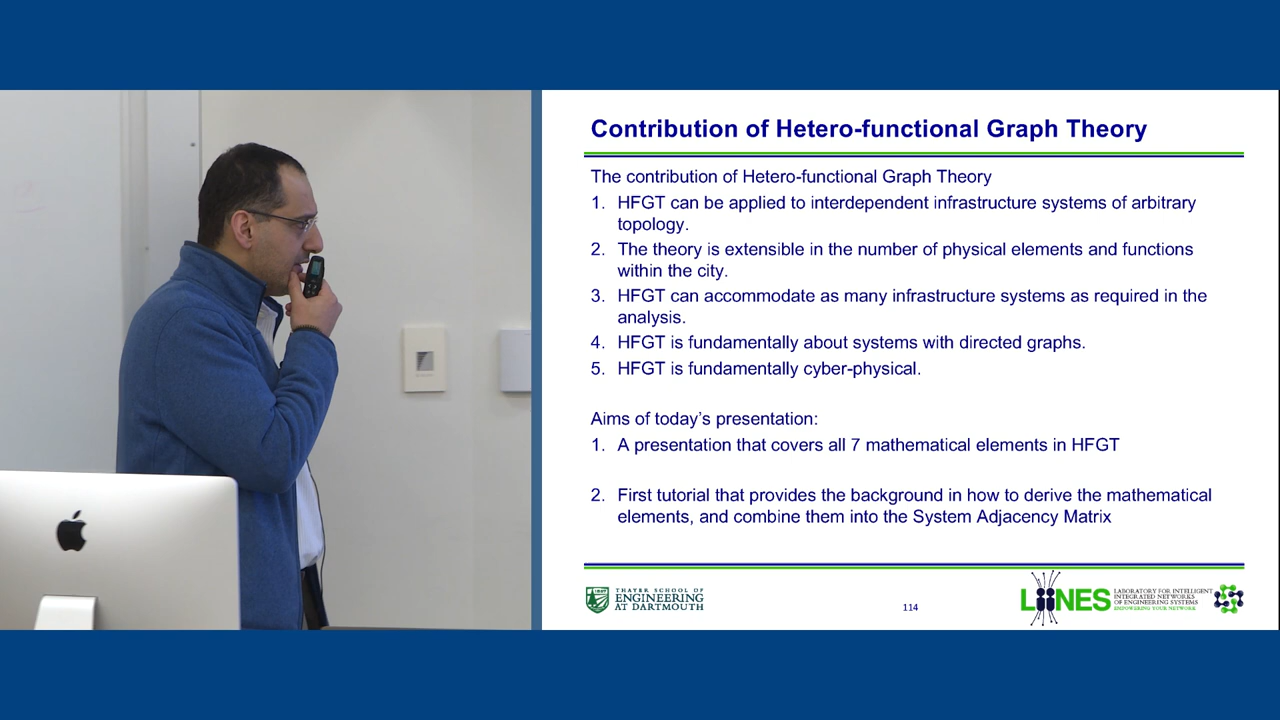 Contribution of Hetero-functional Graph Theory
The contribution of Hetero-functional Graph Theory
1. HFGT can be applied to interdependent infrastructure systems of arbitrary
topology.
2. The theory is extensible in the number of physical elements and functions
within the city.
3. HFGT can accommodate as many infrastructure systems as required in the
analysis.
4. HFGT is fundamentally about systems with directed graphs.
5. HFGT is fundamentally cyber-physical.
Aims of today’s presentation:
1. A presentation that covers all 7 mathematical elements in HFGT
2. First tutorial that provides the background in how to derive the mathematical
elements, and combine them into the System Adjacency Matrix
THAYER SCHOOL OF
ENGINEERING
AT DARTMOUTH
114
LIINES
LABORATORY FOR INTELLIGENT
INTEGRATED NETWORKS
OF ENGINEERING SYSTEMS
EMPOWERING YOUR NETWORK